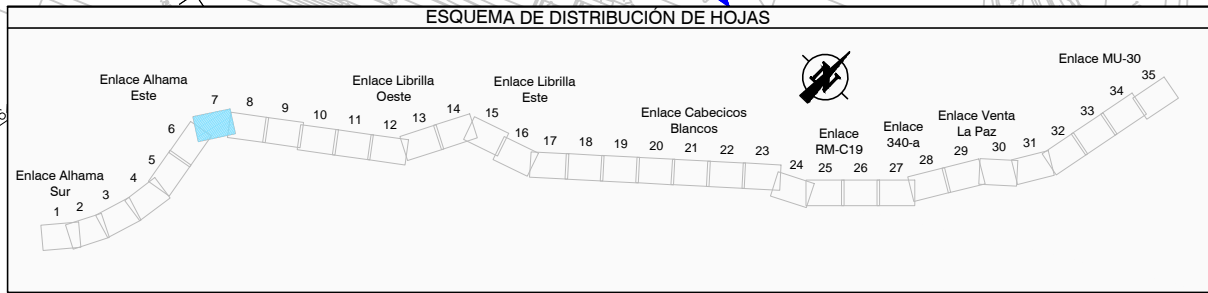 ESQUEMA DE DISTRIBUCIÓN DE HOJAS
Enlace Alhama
Este
Enlace Librilla
Oeste
Enlace Librilla
Este
Enlace Cabecicos
Blancos
Enlace
RM-C19
Enlace
340-a
Enlace Venta
La Paz
Enlace MU-30
Enlace Alhama
Sur
1
2
3
4
5
6
7
8
9
10
11
12
13
14
15
16
17
18
19
20
21
22
23
24
25
26
27
28
29
30
31
32
33
34
35